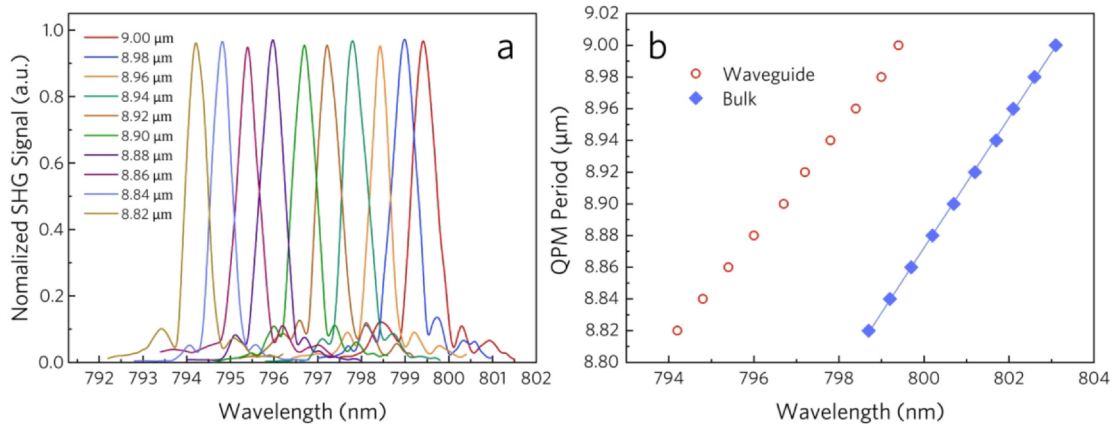 a
1.0
0.8
0.6
0.4
0.2
0.0
Nomalized SHG Signal (a.u.)
9.00 μm
8.98 μm
8.96 μm
8.94 μm
8.92 μm
8.90 μm
8.88 μm
8.86 μm
8.84 μm
8.82 μm
792 793 794 795 796 797 798 799 800 801 802
Wavelength (nm)
b
9.02
9.00
8.98
8.96
8.94
8.92
8.90
8.88
8.86
8.84
8.82
8.80
QPM Period (μm)
Waveguide
Bulk
794 796 798 800 802 804
Wavelength (nm)